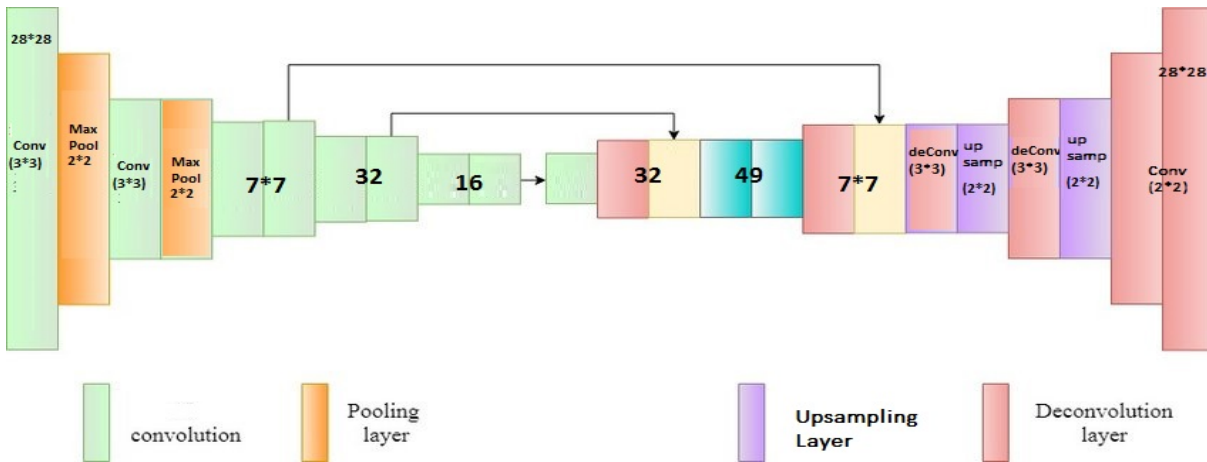 28*28
Conv
(3*3)
Max
Pool
2*2
Conv
(3*3)
Max
Pool
2*2
7*7
32
16
32
49
7*7
deConv
(3*3)
up
samp
(2*2)
deConv
(3*3)
up
samp
(2*2)
Conv
(2*2)
28*28
convolution
Pooling
layer
Upsampling
Layer
Deconvolution
layer